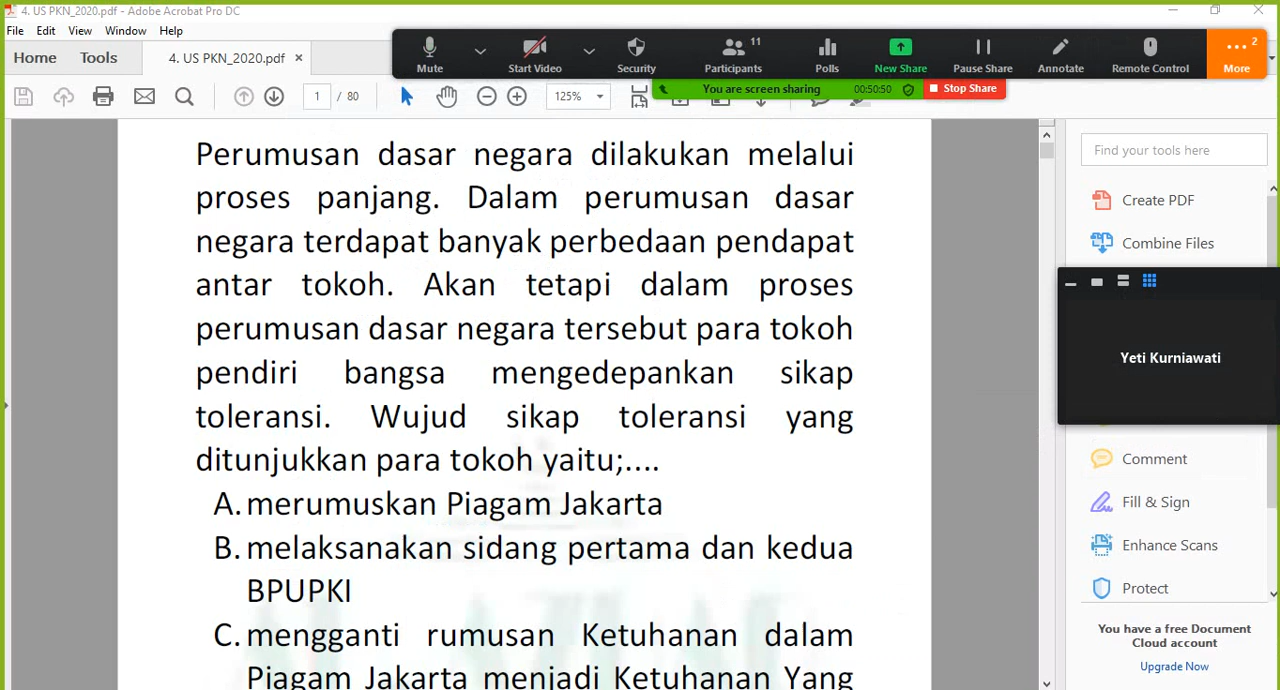 4. US PKN_2020.pdf - Adobe Acrobat Pro DC
File Edit View Window Help
Home Tools 4. US PKN_2020.pdf ×
Mute Start Video Security Participants 11 Polls New Share Pause Share Annotate Remote Control More 2
1 / 80 125%
You are screen sharing 00:50:50 Stop Share
Perumusan dasar negara dilakukan melalui
proses panjang. Dalam perumusan dasar
negara terdapat banyak perbedaan pendapat
antar tokoh. Akan tetapi dalam proses
perumusan dasar negara tersebut para tokoh
pendiri bangsa mengedepankan sikap
toleransi. Wujud sikap toleransi yang
ditunjukkan para tokoh yaitu;....
A. merumuskan Piagam Jakarta
B. melaksanakan sidang pertama dan kedua
BPUPKI
C. mengganti rumusan Ketuhanan dalam
Piagam Jakarta menjadi Ketuhanan Yang
Find your tools here
Create PDF
Combine Files
Yeti Kurniawati
Comment
Fill & Sign
Enhance Scans
Protect
You have a free Document
Cloud account
Upgrade Now